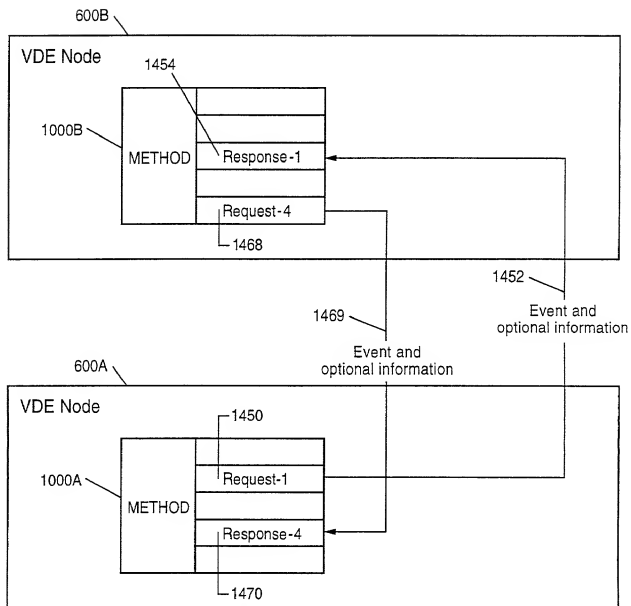 600B
VDE Node
1454
1000B
METHOD
Response-1
Request-4
1468
1452
Event and
optional information
1469
Event and
optional information
600A
VDE Node
1450
1000A
METHOD
Request-1
Response-4
1470